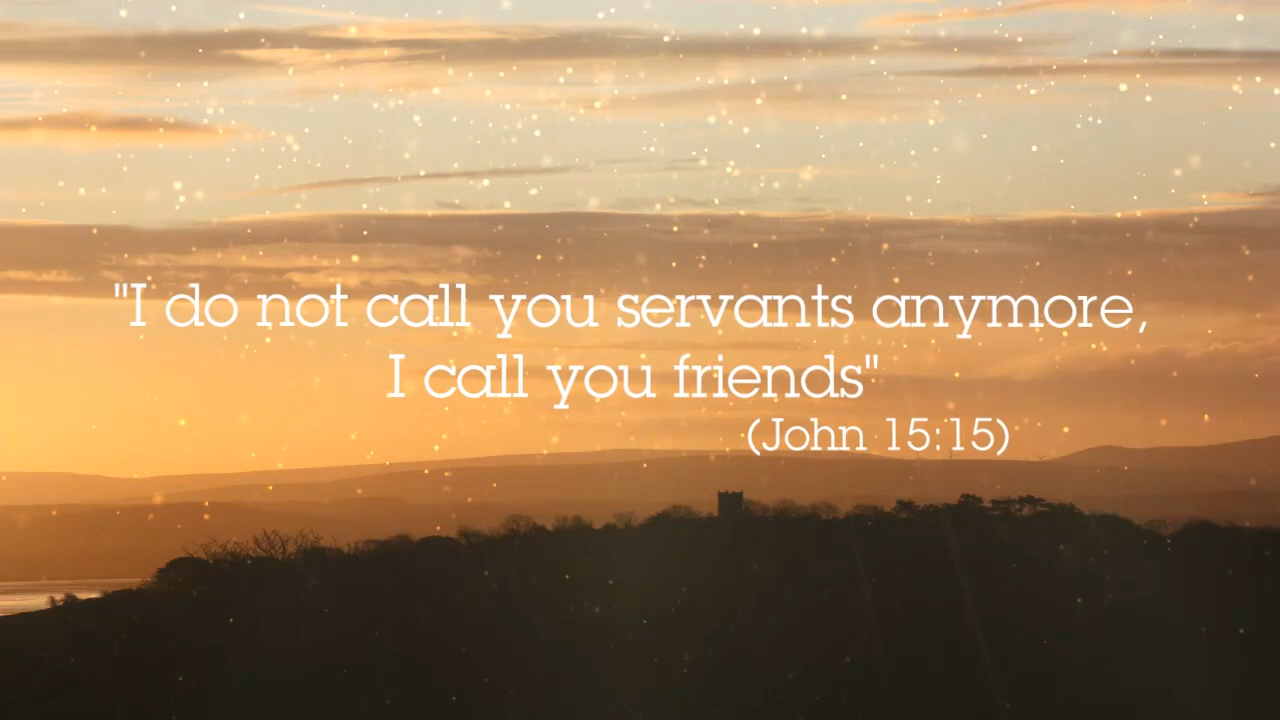 "I do not call you servants anymore,
I call you friends"
(John 15:15)